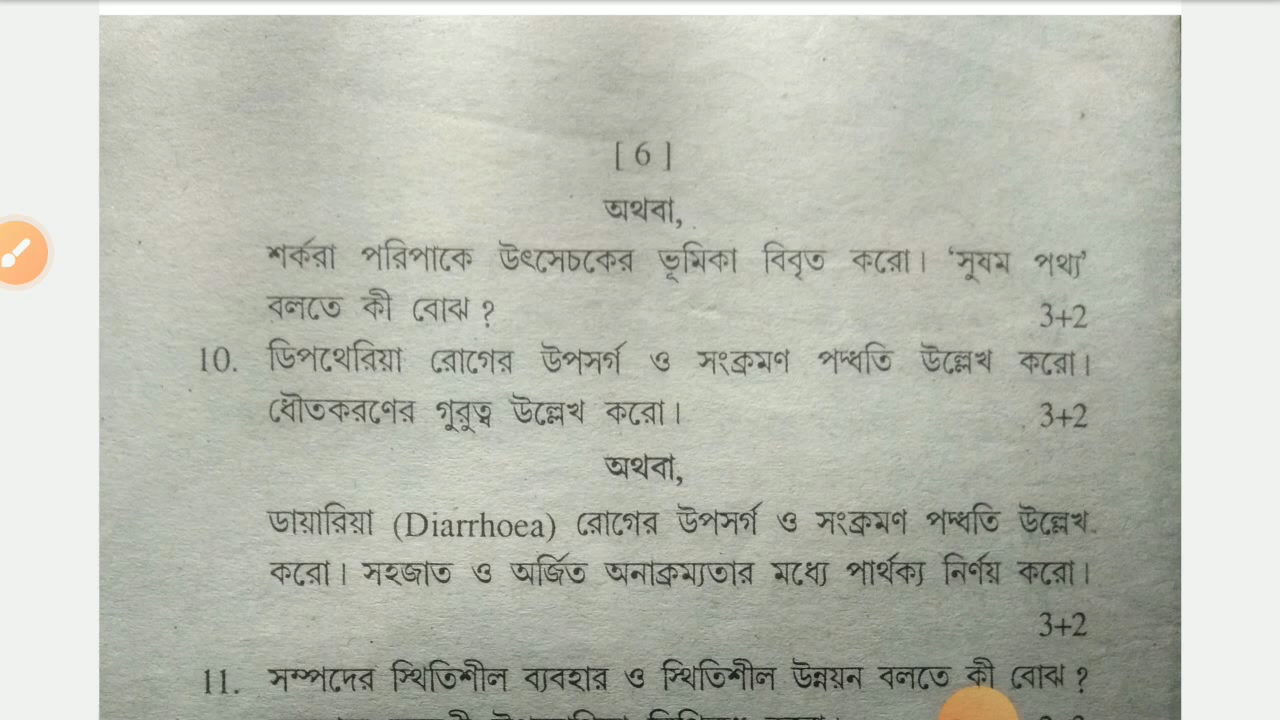 [ 6 ]
অথবা,
শর্করা পরিপাকে উৎসেচকের ভূমিকা বিবৃত করো। ‘সুষম পথ্য’
বলতে কী বোঝ ? 3+2
10. ডিপথেরিয়া রোগের উপসর্গ ও সংক্রমণ পদ্ধতি উল্লেখ করো।
ধৌতকরণের গুরুত্ব উল্লেখ করো। 3+2
অথবা,
ডায়ারিয়া (Diarrhoea) রোগের উপসর্গ ও সংক্রমণ পদ্ধতি উল্লেখ
করো। সহজাত ও অর্জিত অনাক্রম্যতার মধ্যে পার্থক্য নির্ণয় করো।
3+2
11. সম্পদের স্থিতিশীল ব্যবহার ও স্থিতিশীল উন্নয়ন বলতে কী বোঝ ?